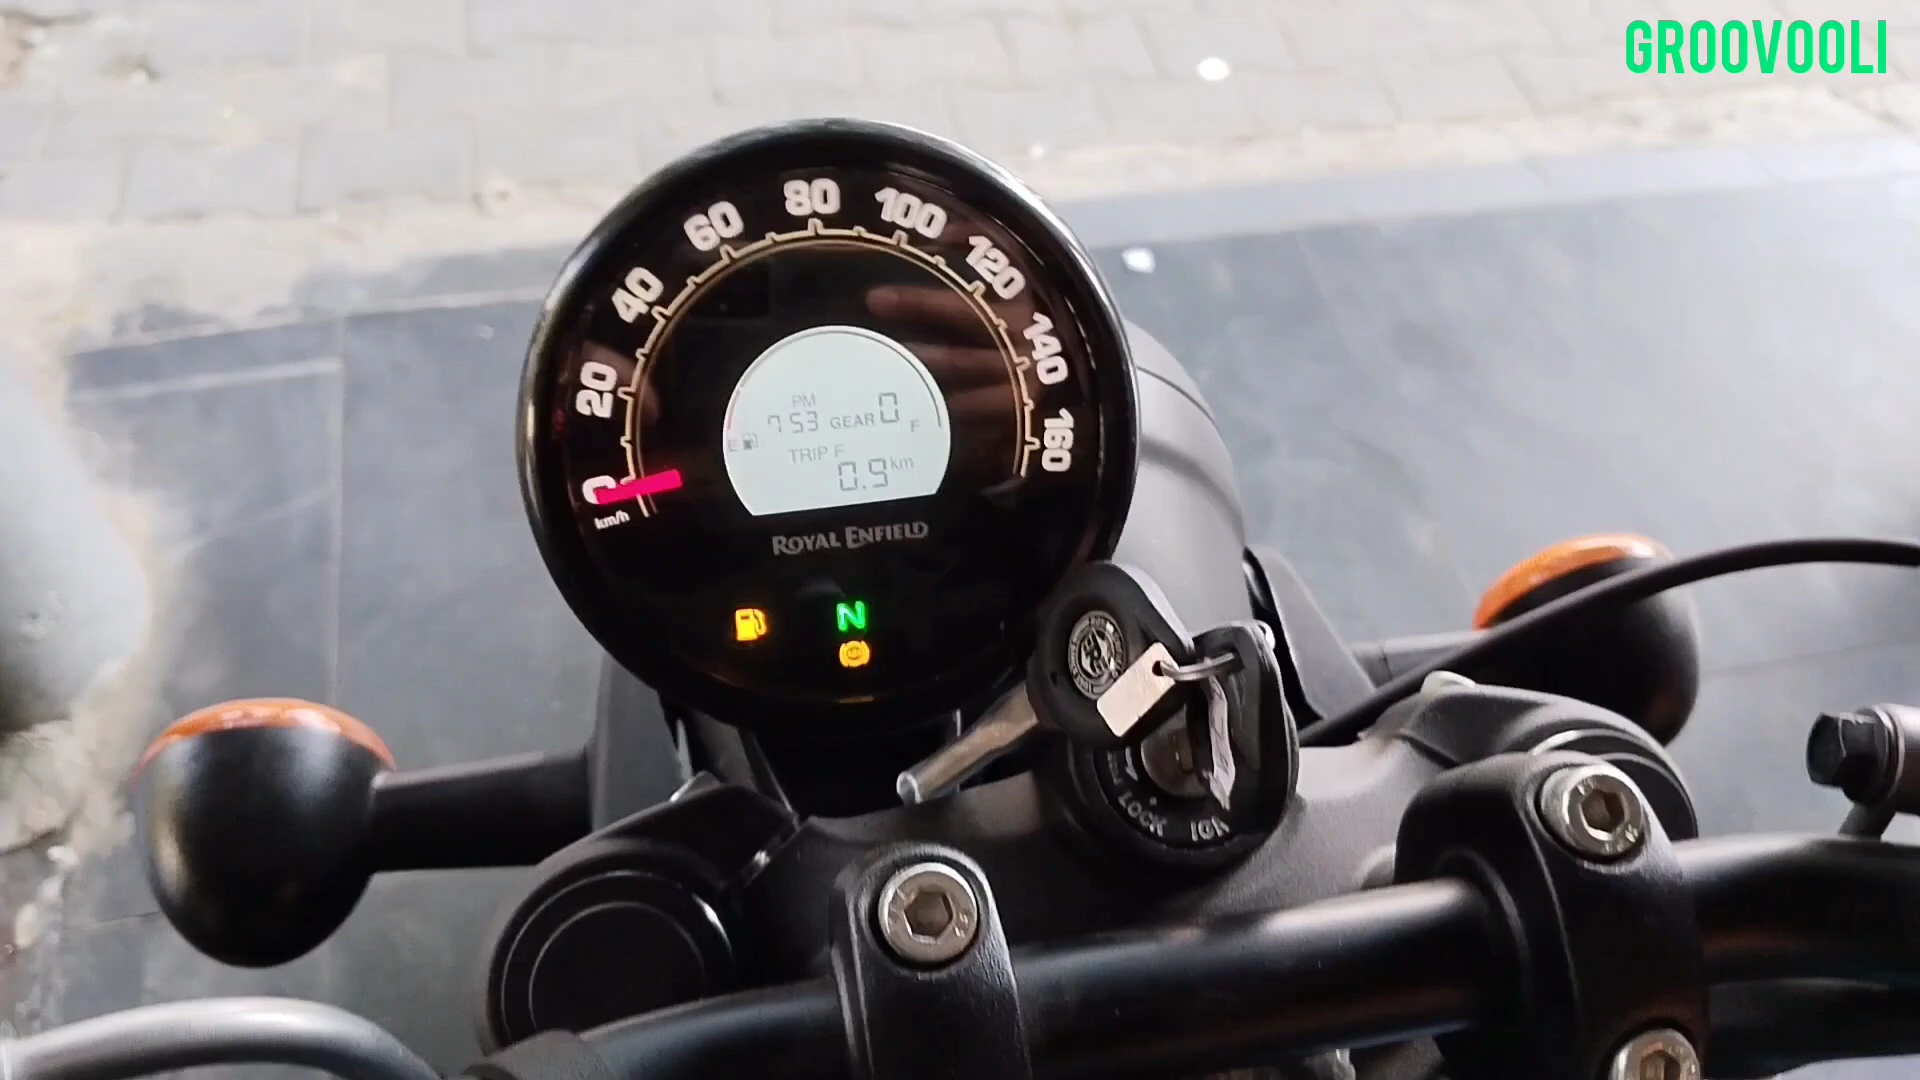 GROOVOOLI
0 20 40 60 80 100 120 140 160
km/h
PM
7 53 GEAR 0
E F
TRIP F
0.9 km
ROYAL ENFIELD
N
LOCK IGN